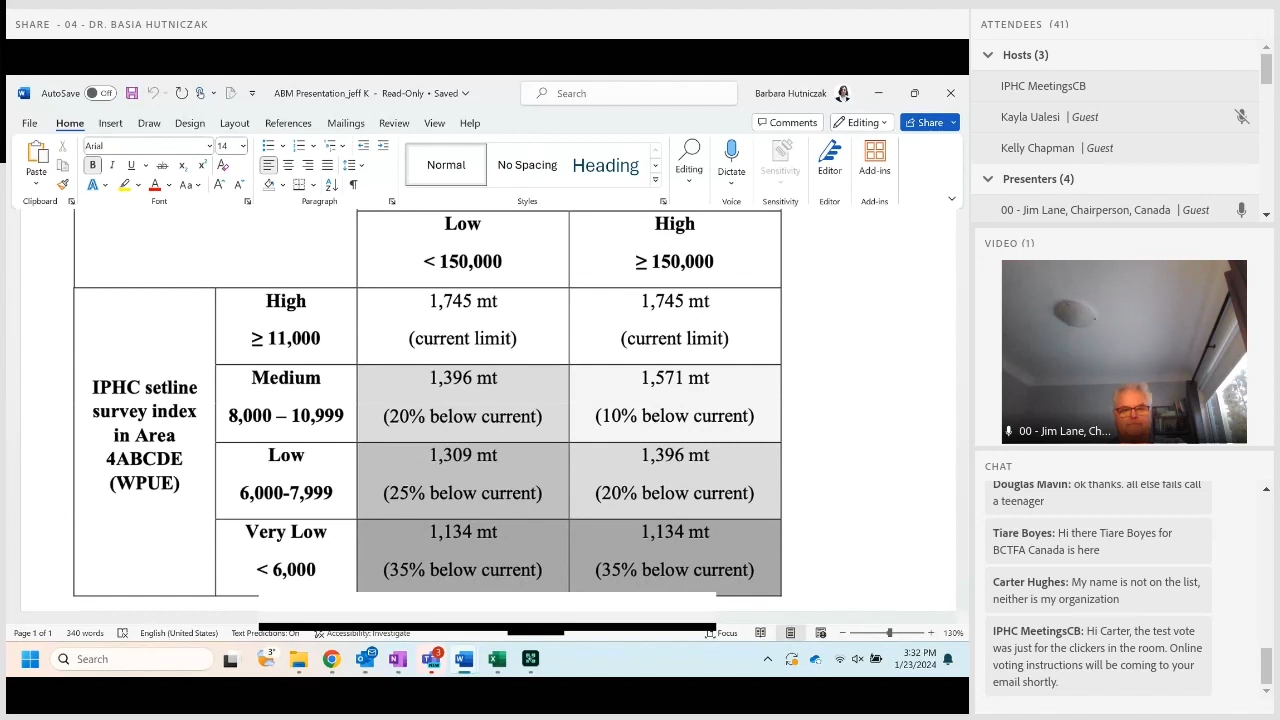 SHARE - 04 - DR. BASIA HUTNICZAK
AutoSave Off
ABM Presentation_jeff K - Read-Only • Saved
Search
Barbara Hutniczak
File Home Insert Draw Design Layout References Mailings Review View Help
Comments Editing Share
Paste
Arial 14
Normal No Spacing Heading
Editing Dictate Sensitivity Editor Add-ins
Clipboard Font Paragraph Styles Voice Sensitivity Editor Add-ins
Low High
< 150,000 ≥ 150,000
IPHC setline
survey index
in Area
4ABCDE
(WPUE)
High 1,745 mt 1,745 mt
≥ 11,000 (current limit) (current limit)
Medium 1,396 mt 1,571 mt
8,000 – 10,999 (20% below current) (10% below current)
Low 1,309 mt 1,396 mt
6,000-7,999 (25% below current) (20% below current)
Very Low 1,134 mt 1,134 mt
< 6,000 (35% below current) (35% below current)
Page 1 of 1 340 words English (United States) Text Predictions: On Accessibility: Investigate Focus 130%
Search
3:32 PM
1/23/2024
ATTENDEES (41)
Hosts (3)
IPHC MeetingsCB
Kayla Ualesi | Guest
Kelly Chapman | Guest
Presenters (4)
00 - Jim Lane, Chairperson, Canada | Guest
VIDEO (1)
00 - Jim Lane, Ch...
CHAT
Douglas Mavin: ok thanks. all else fails call
a teenager
Tiare Boyes: Hi there Tiare Boyes for
BCTFA Canada is here
Carter Hughes: My name is not on the list,
neither is my organization
IPHC MeetingsCB: Hi Carter, the test vote
was just for the clickers in the room. Online
voting instructions will be coming to your
email shortly.